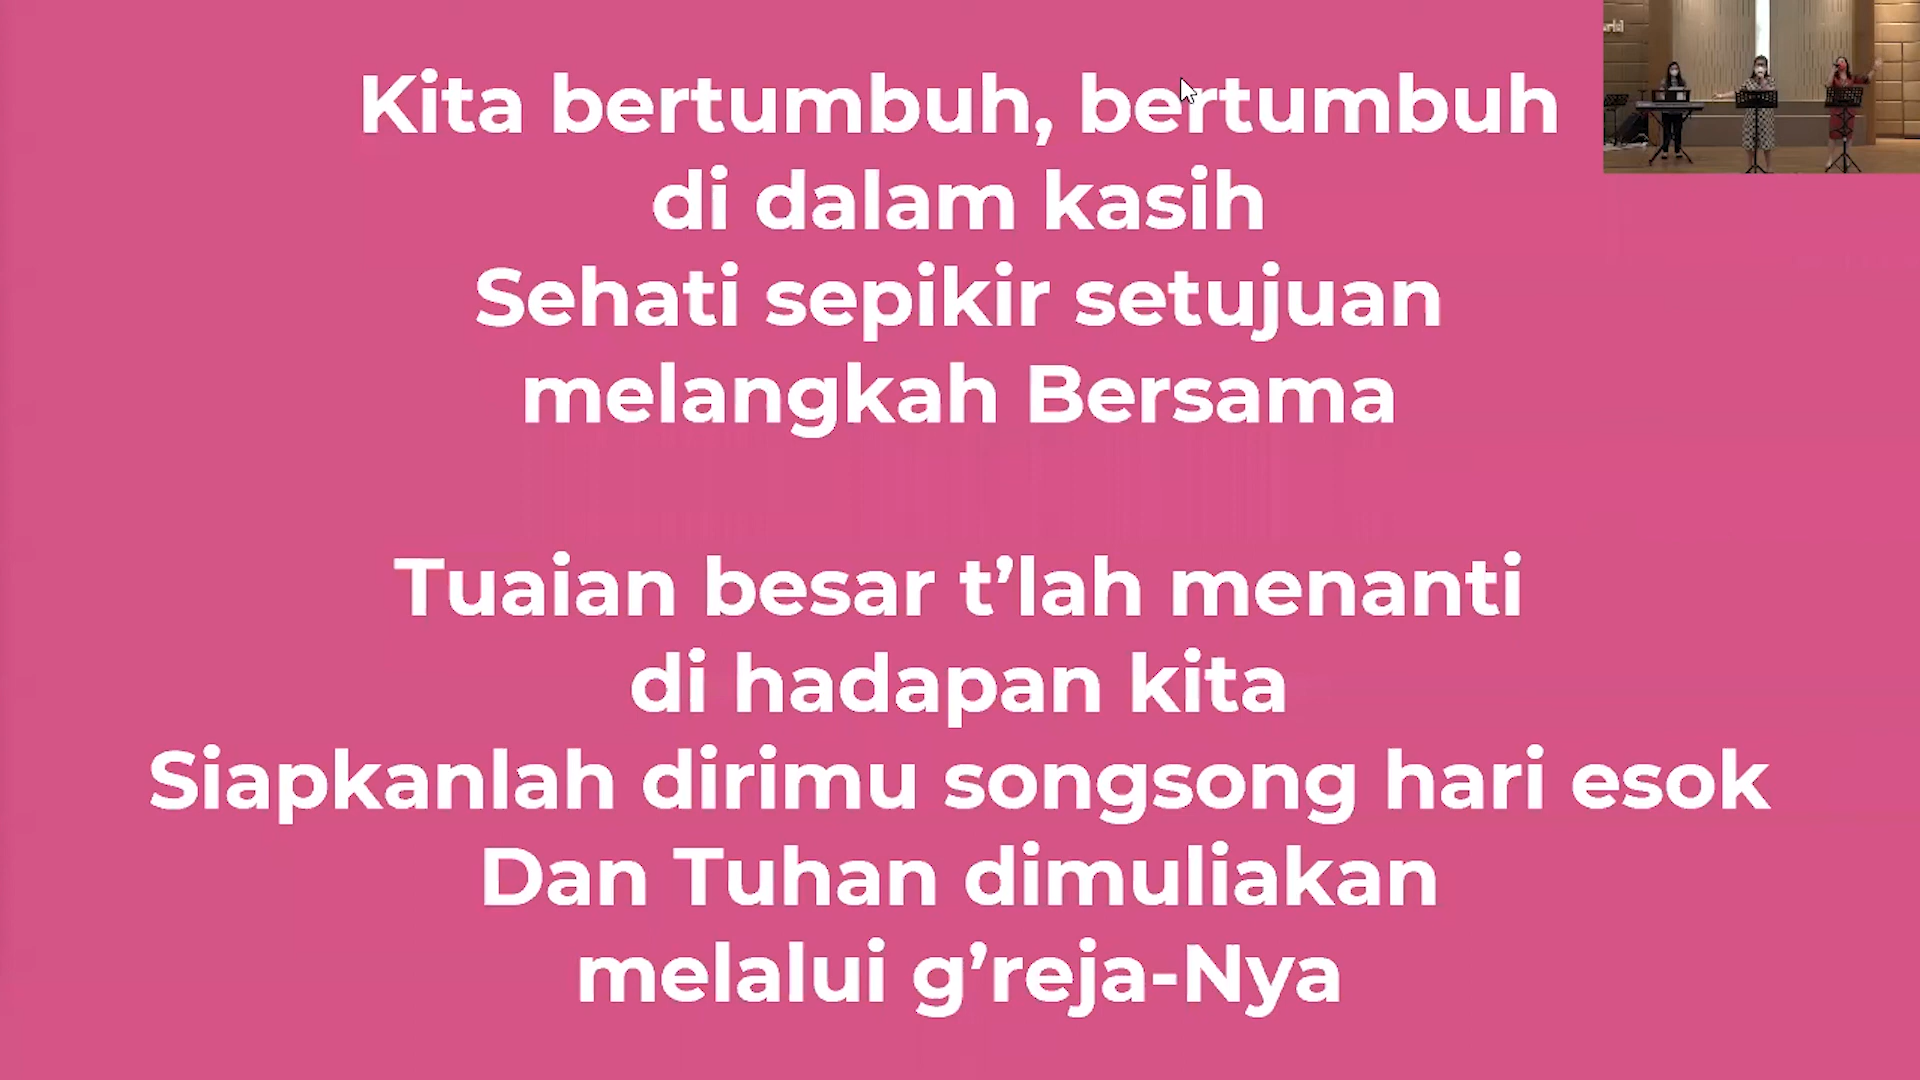 Kita bertumbuh, bertumbuh
di dalam kasih
Sehati sepikir setujuan
melangkah Bersama
Tuaian besar t’lah menanti
di hadapan kita
Siapkanlah dirimu songsong hari esok
Dan Tuhan dimuliakan
melalui g’reja-Nya